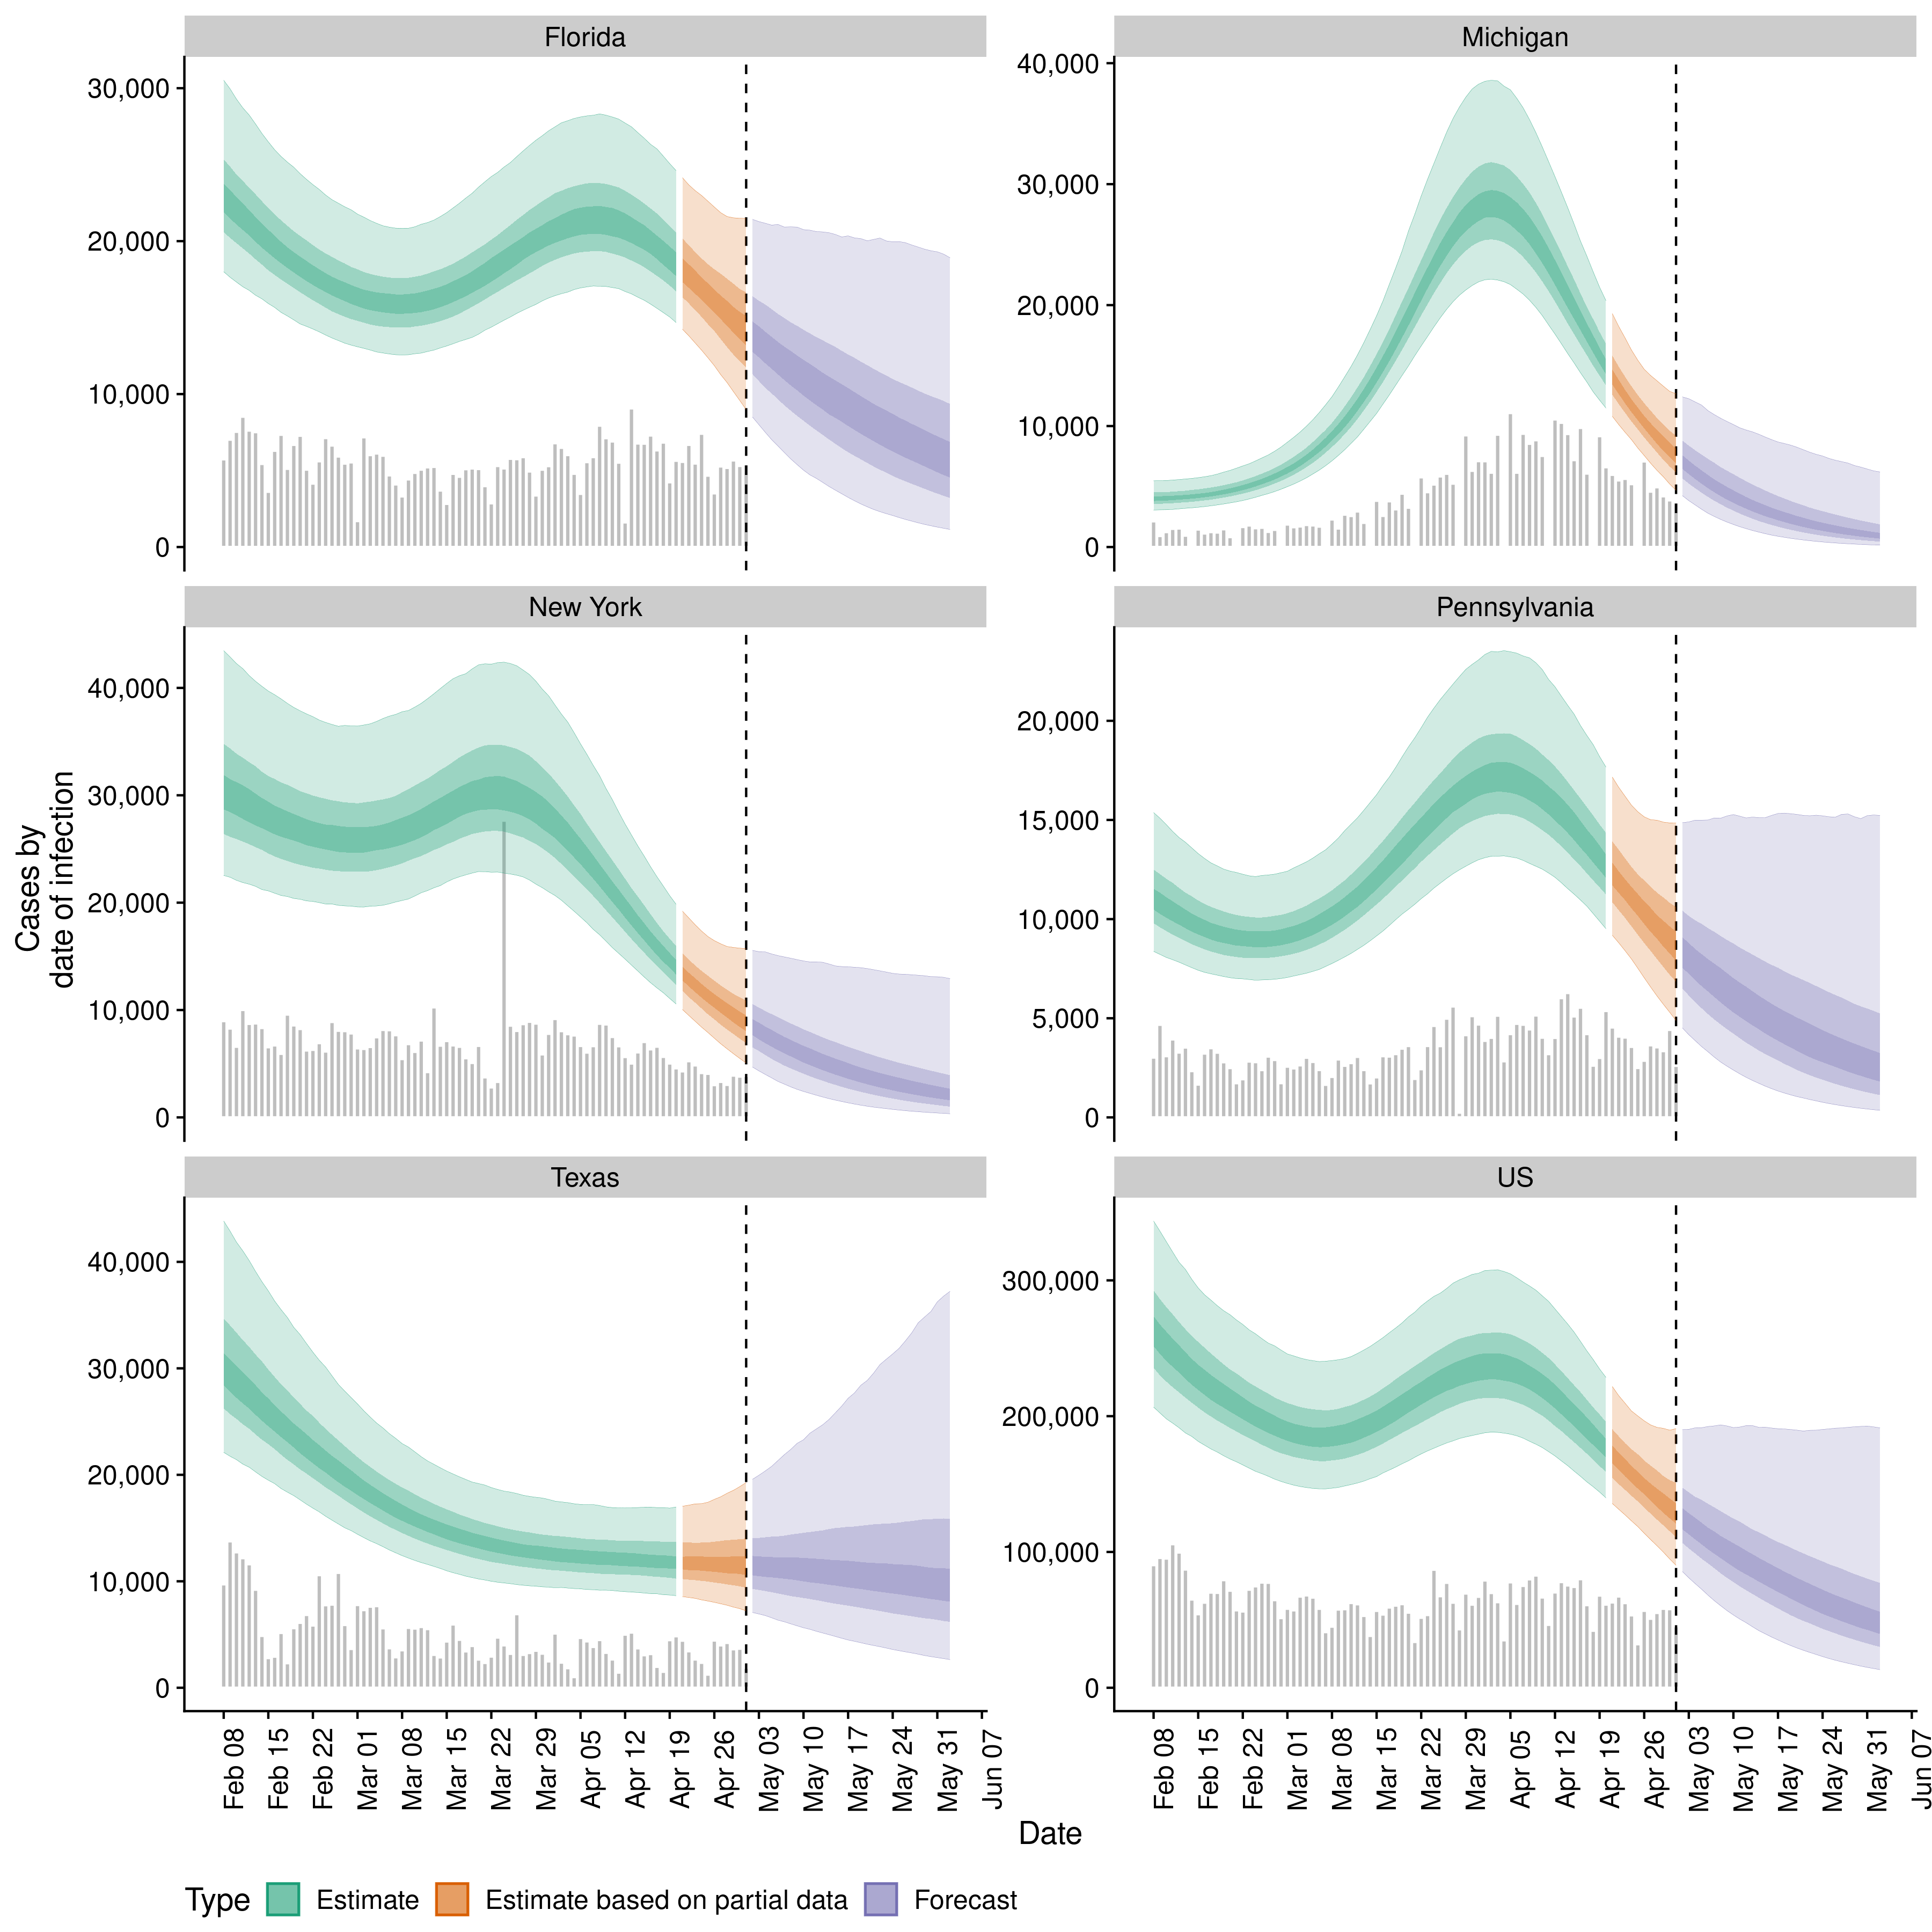 Florida
Michigan
30,000
20,000
10,000
0
40,000
30,000
20,000
10,000
0
New York
Pennsylvania
40,000
30,000
20,000
10,000
0
20,000
15,000
10,000
5,000
0
Cases by
date of infection
Texas
US
40,000
30,000
20,000
10,000
0
300,000
200,000
100,000
0
Feb 08
Feb 15
Feb 22
Mar 01
Mar 08
Mar 15
Mar 22
Mar 29
Apr 05
Apr 12
Apr 19
Apr 26
May 03
May 10
May 17
May 24
May 31
Jun 07
Feb 08
Feb 15
Feb 22
Mar 01
Mar 08
Mar 15
Mar 22
Mar 29
Apr 05
Apr 12
Apr 19
Apr 26
May 03
May 10
May 17
May 24
May 31
Jun 07
Date
Type Estimate Estimate based on partial data Forecast